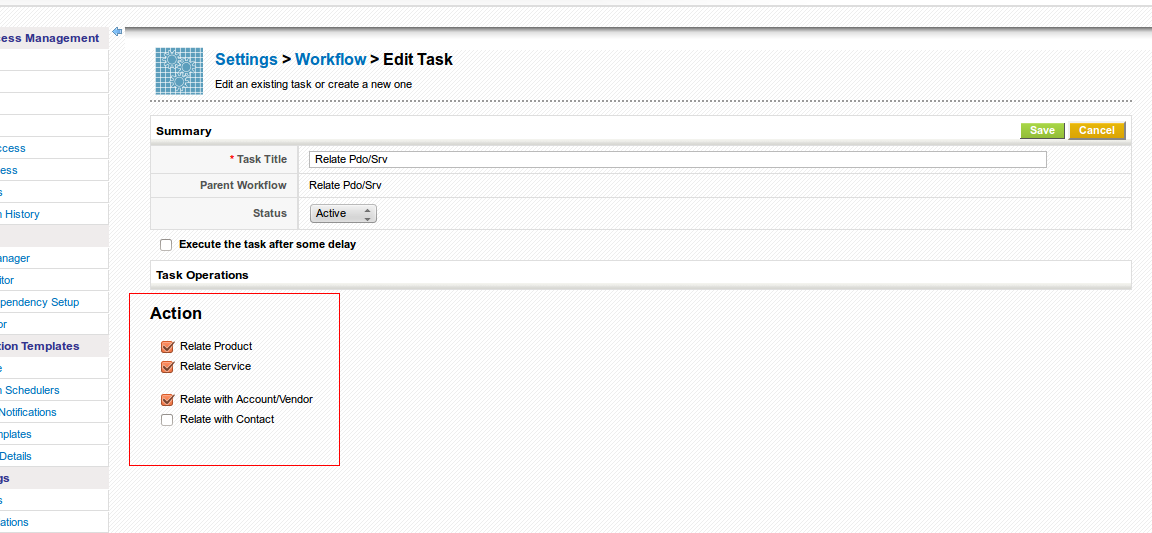 ess Management
Settings > Workflow > Edit Task
Edit an existing task or create a new one
Summary
Save
Cancel
* Task Title
Relate Pdo/Srv
Parent Workflow
Relate Pdo/Srv
Status
Active
Execute the task after some delay
Task Operations
Action
Relate Product
Relate Service
Relate with Account/Vendor
Relate with Contact
ccess
ess
s
n History
anager
itor
pendency Setup
or
tion Templates
e
n Schedulers
Notifications
mplates
Details
gs
s
ations